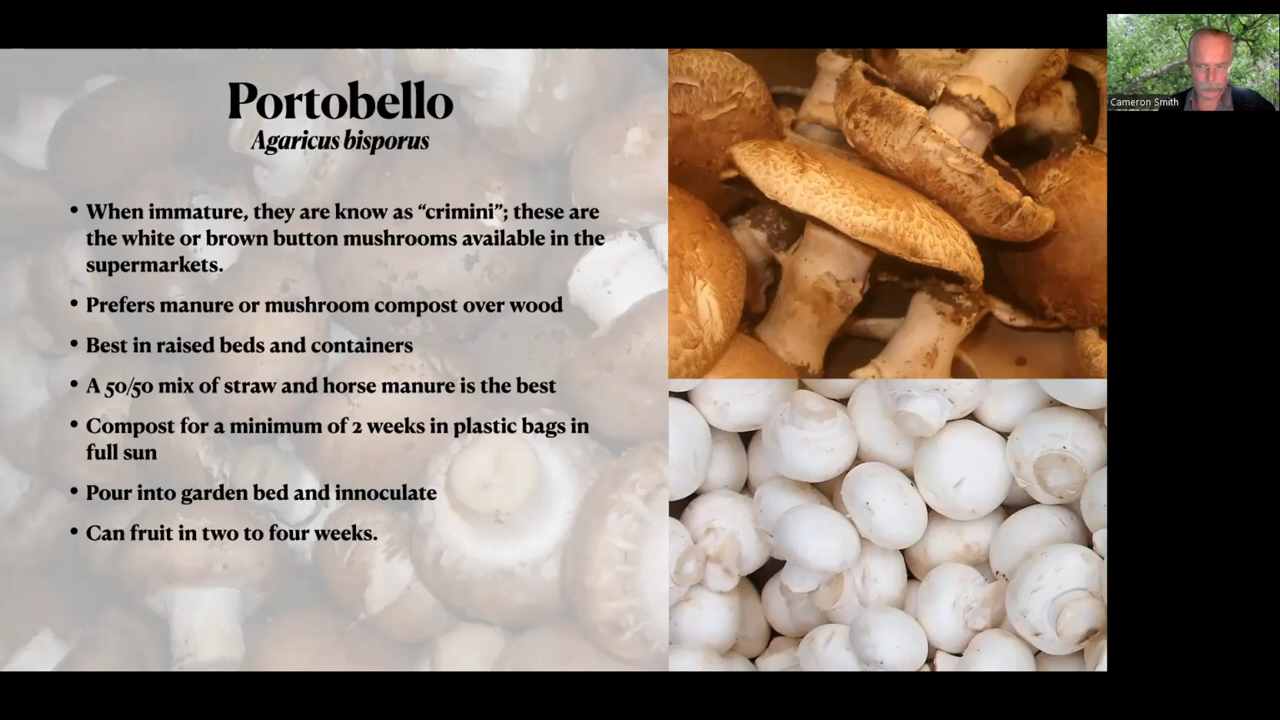 Portobello
Agaricus bisporus
• When immature, they are know as “crimini”; these are
the white or brown button mushrooms available in the
supermarkets.
• Prefers manure or mushroom compost over wood
• Best in raised beds and containers
• A 50/50 mix of straw and horse manure is the best
• Compost for a minimum of 2 weeks in plastic bags in
full sun
• Pour into garden bed and innoculate
• Can fruit in two to four weeks.
Cameron Smith